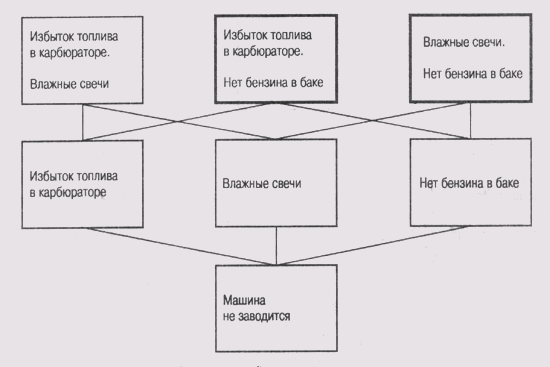 Избыток топлива
в карбюраторе.
Влажные свечи
Избыток топлива
в карбюраторе.
Нет бензина в баке
Влажные свечи.
Нет бензина в баке
Избыток топлива
в карбюраторе
Влажные свечи
Нет бензина в баке
Машина
не заводится